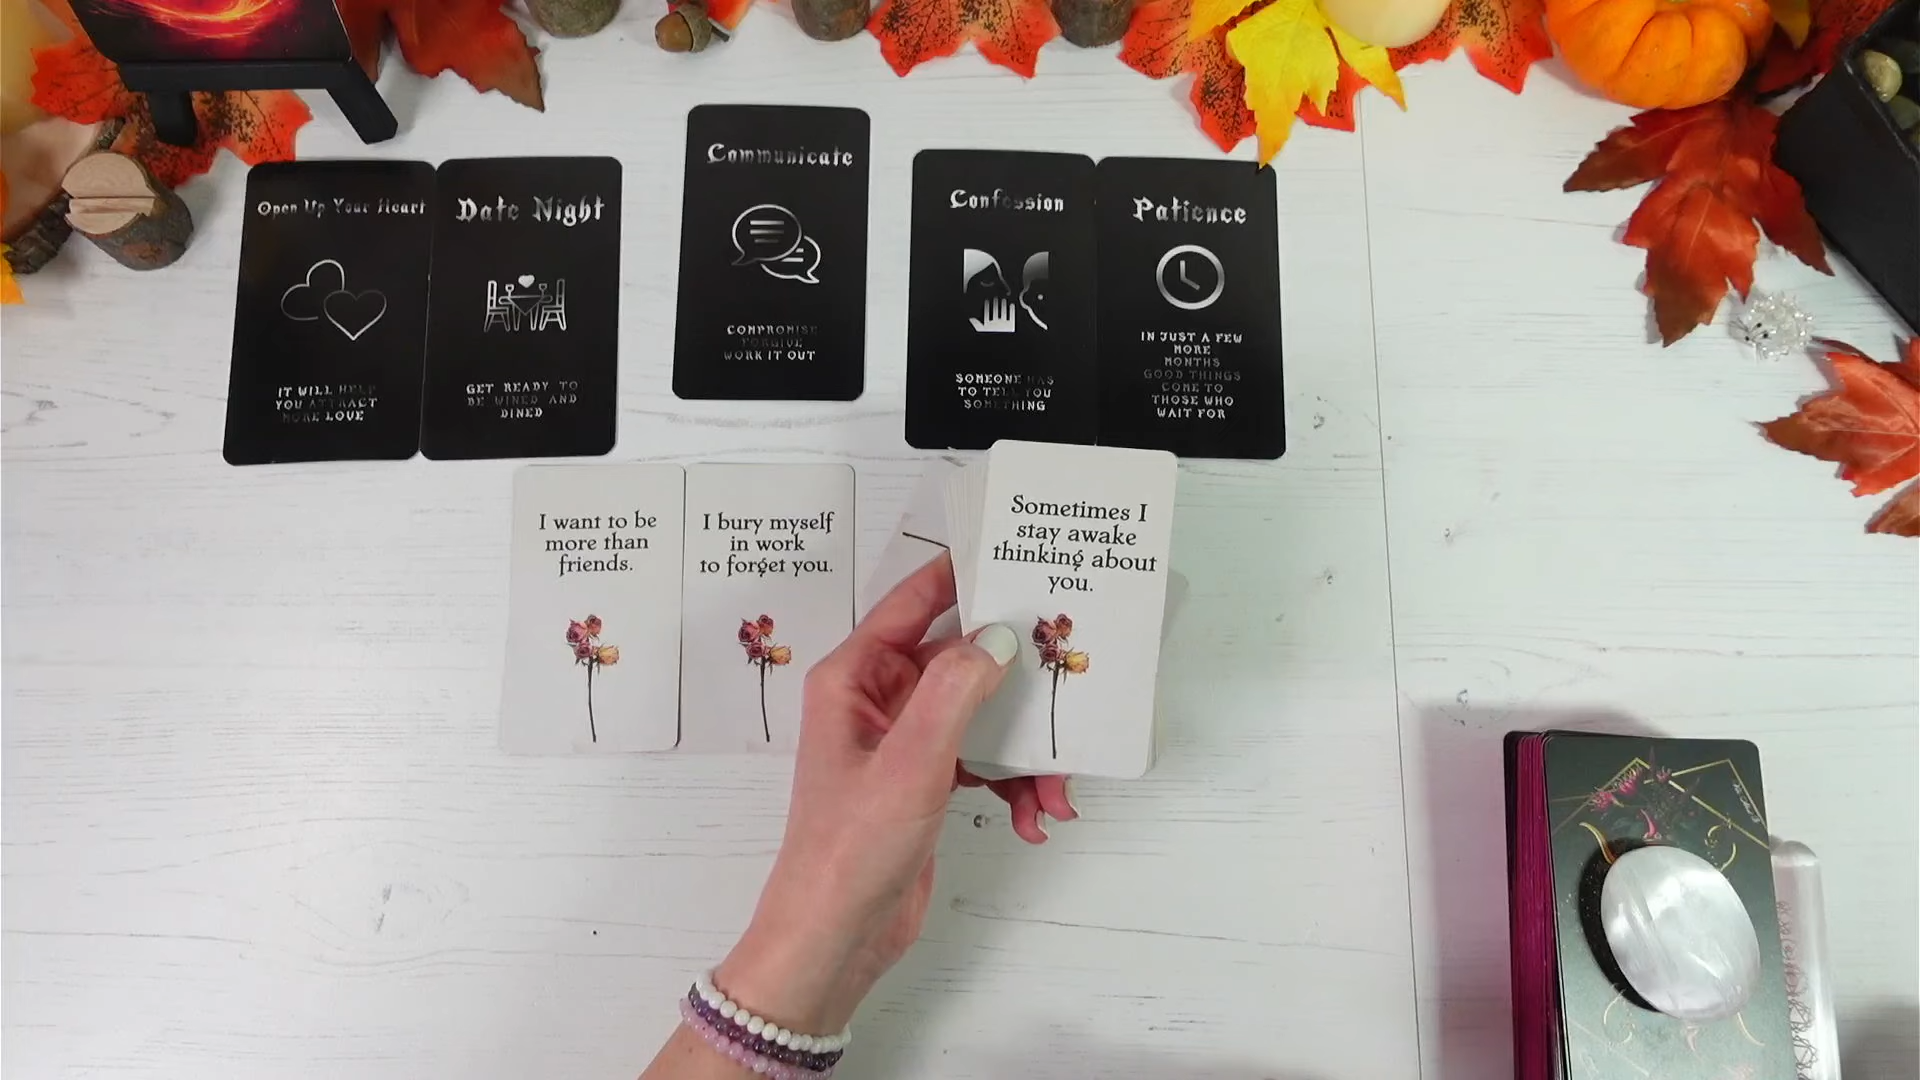 Open Up Your Heart
IT WILL HELP
YOU ATTRACT
MORE LOVE
Date Night
GET READY TO
BE WINED AND
DINED
Communicate
COMPROMISE
FORGIVE
WORK IT OUT
Confession
SOMEONE HAS
TO TELL YOU
SOMETHING
Patience
IN JUST A FEW
MORE
MONTHS
GOOD THINGS
COME TO
THOSE WHO
WAIT FOR
I want to be
more than
friends.
I bury myself
in work
to forget you.
Sometimes I
stay awake
thinking about
you.